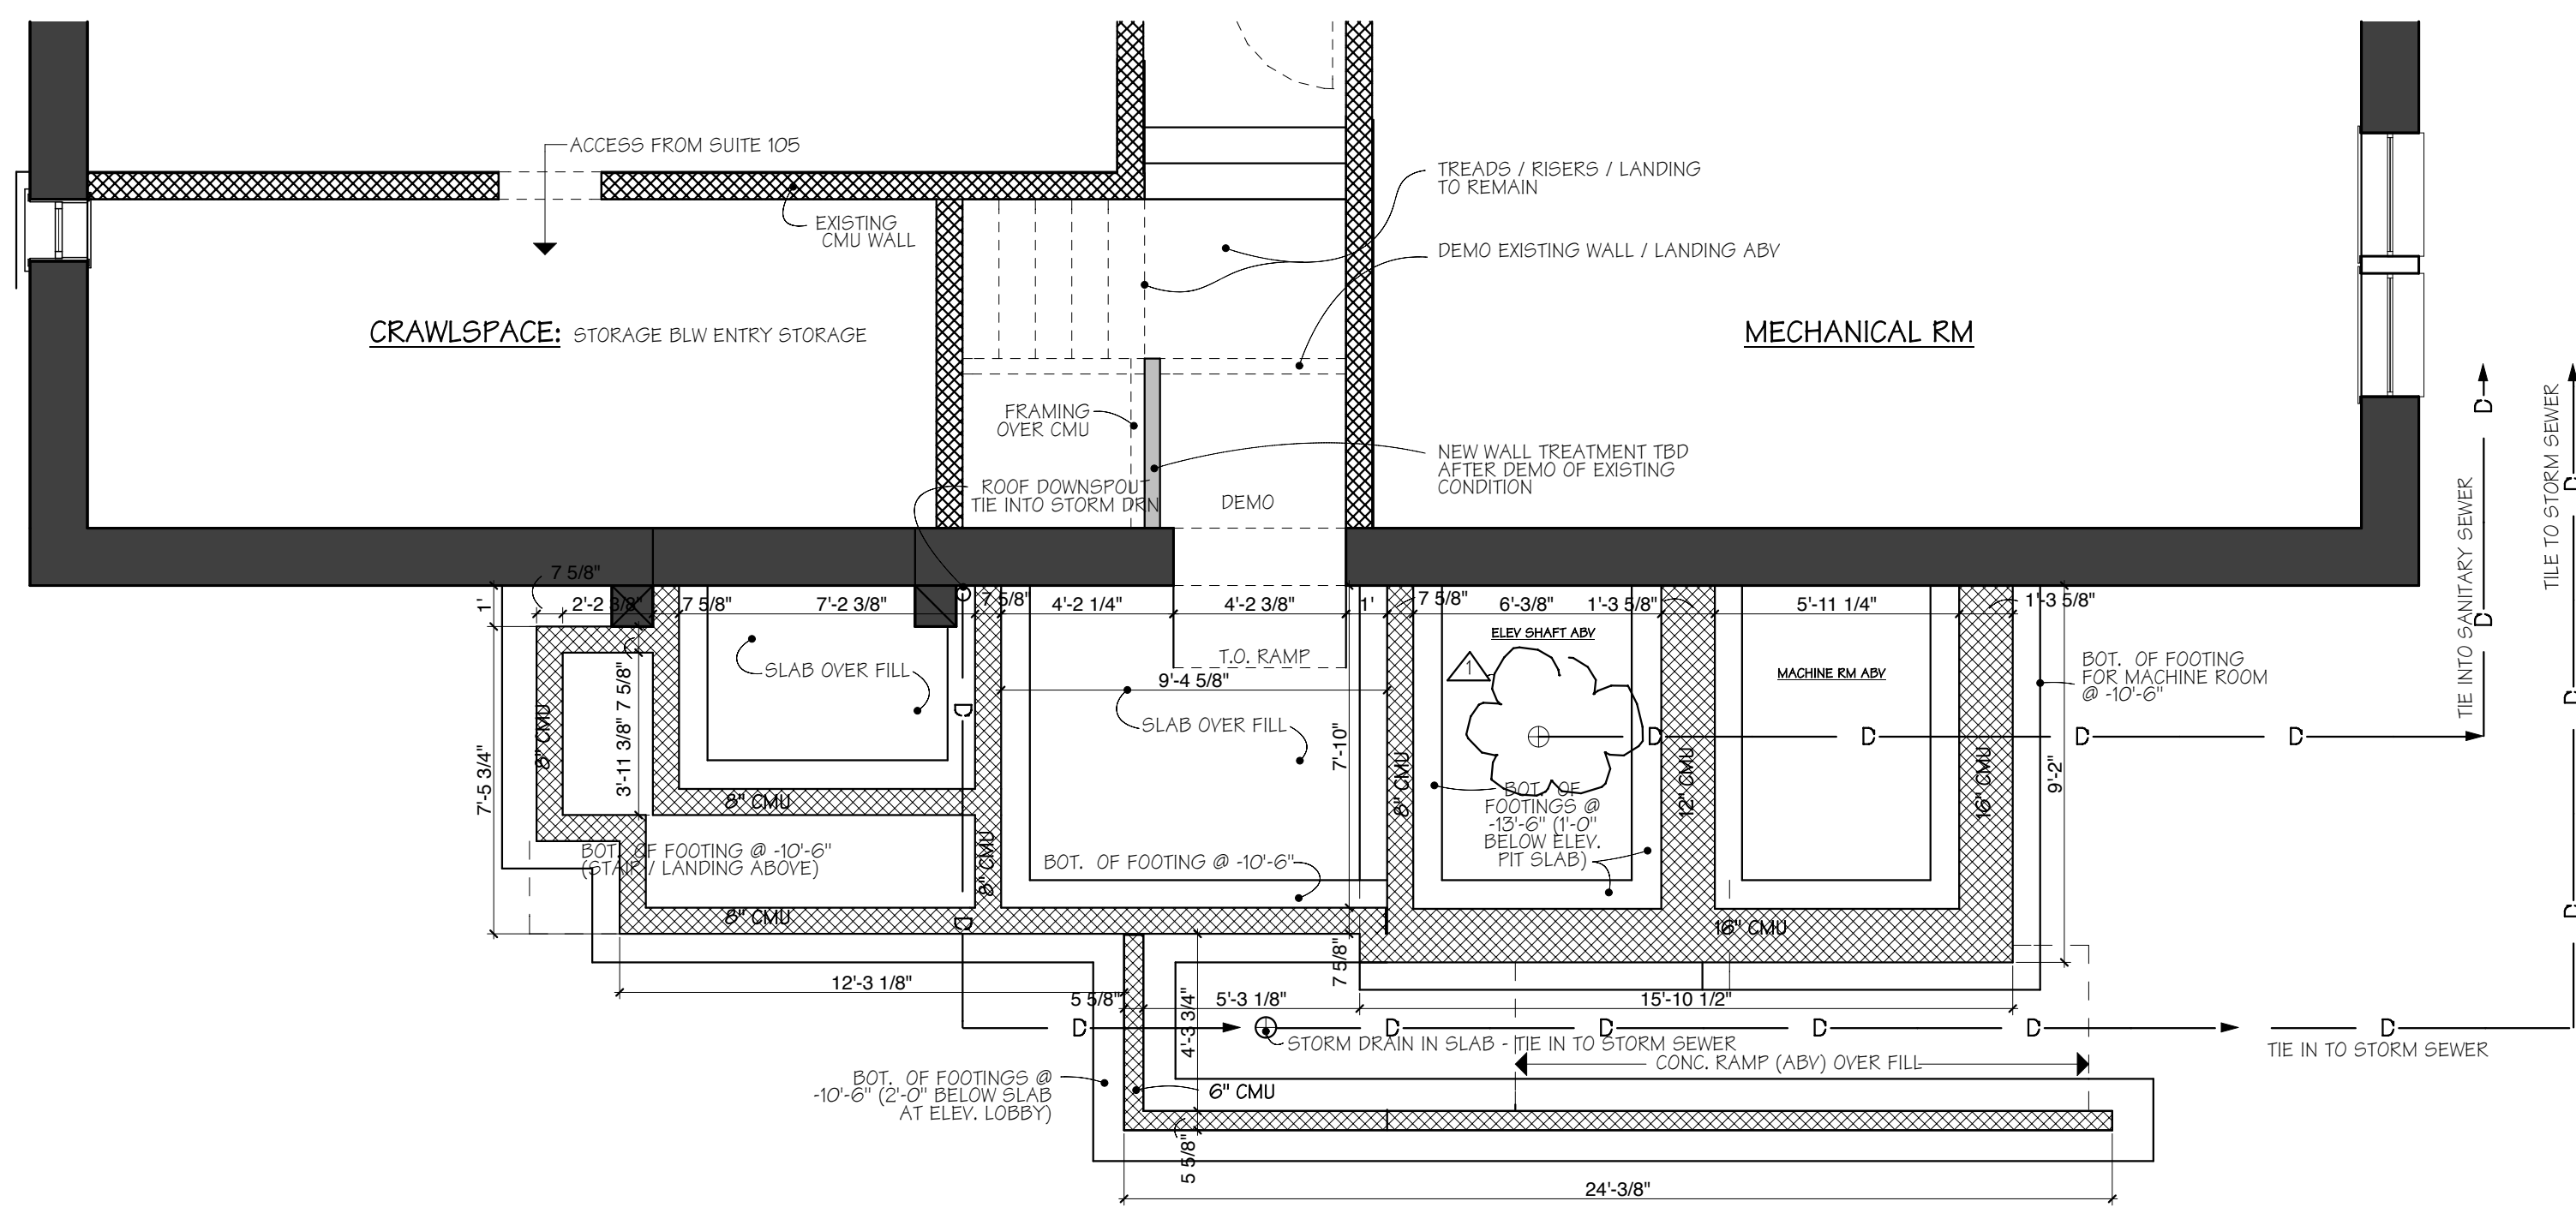 ACCESS FROM SUITE 105
EXISTING
CMU WALL
TREADS / RISERS / LANDING
TO REMAIN
DEMO EXISTING WALL / LANDING ABV
CRAWLSPACE: STORAGE BLW ENTRY STORAGE
MECHANICAL RM
FRAMING
OVER CMU
NEW WALL TREATMENT TBD
AFTER DEMO OF EXISTING
CONDITION
ROOF DOWNSPOUT
TIE INTO STORM DRN
DEMO
TIE INTO SANITARY SEWER
TILE TO STORM SEWER
D
D
D
D
D
7 5/8"
1'
2'-2 3/8"
7 5/8"
7'-2 3/8"
7 5/8"
4'-2 1/4"
4'-2 3/8"
1'
7 5/8"
6'-3/8"
1'-3 5/8"
5'-11 1/4"
1'-3 5/8"
ELEV SHAFT ABV
1
T.O. RAMP
MACHINE RM ABV
SLAB OVER FILL
9'-4 5/8"
SLAB OVER FILL
BOT. OF FOOTING
FOR MACHINE ROOM
@ -10'-6"
7 5/8"
3'-11 3/8"
8" CMU
7'-5 3/4"
D
7'-10"
D
D
D
D
8" CMU
12" CMU
16" CMU
9'-2"
8" CMU
BOT. OF
FOOTINGS @
-13'-6" (1'-0"
BELOW ELEV.
PIT SLAB)
BOT. OF FOOTING @ -10'-6"
(STAIR / LANDING ABOVE)
8" CMU
BOT. OF FOOTING @ -10'-6"
8" CMU
D
16" CMU
7 5/8"
12'-3 1/8"
5 5/8"
5'-3 1/8"
15'-10 1/2"
4'-3 3/4"
D
D
D
D
D
D
STORM DRAIN IN SLAB - TIE IN TO STORM SEWER
TIE IN TO STORM SEWER
CONC. RAMP (ABV) OVER FILL
BOT. OF FOOTINGS @
-10'-6" (2'-0" BELOW SLAB
AT ELEV. LOBBY)
6" CMU
5 5/8"
24'-3/8"